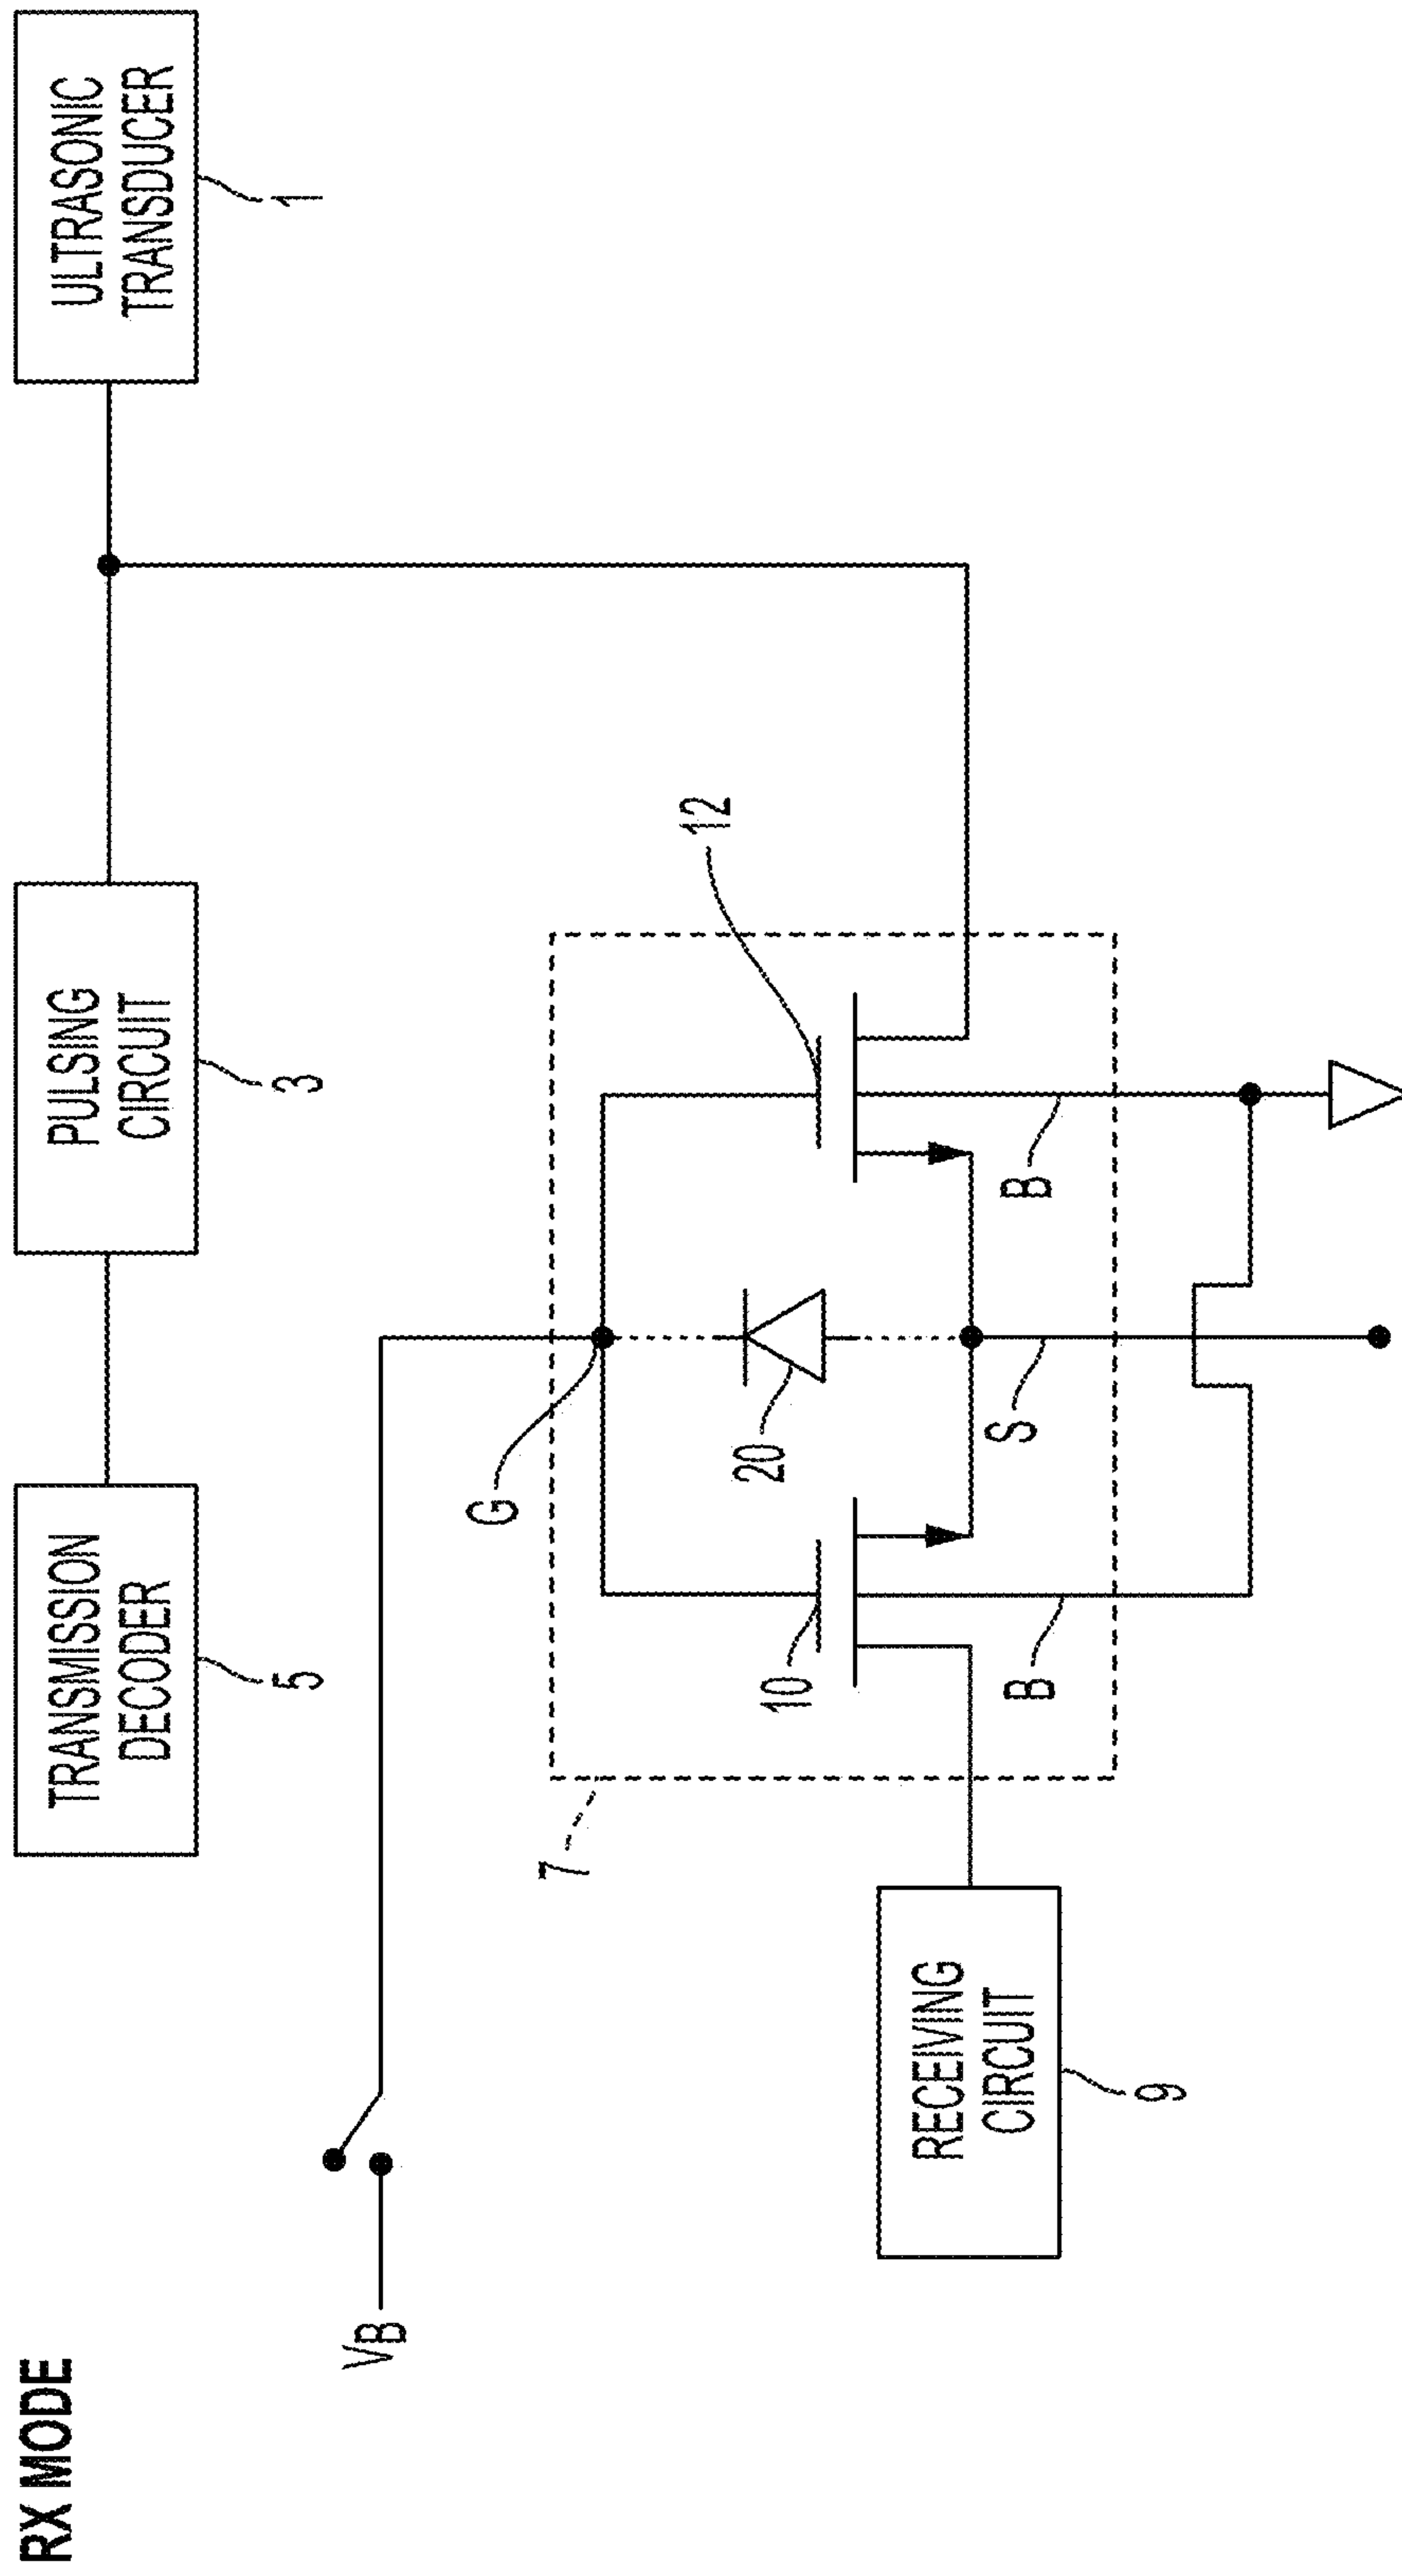 RX MODE
TRANSMISSION
DECODER
5
PULSING
CIRCUIT
3
ULTRASONIC
TRANSDUCER
1
VB
G
7
10
20
12
S
B
B
RECEIVING
CIRCUIT
9